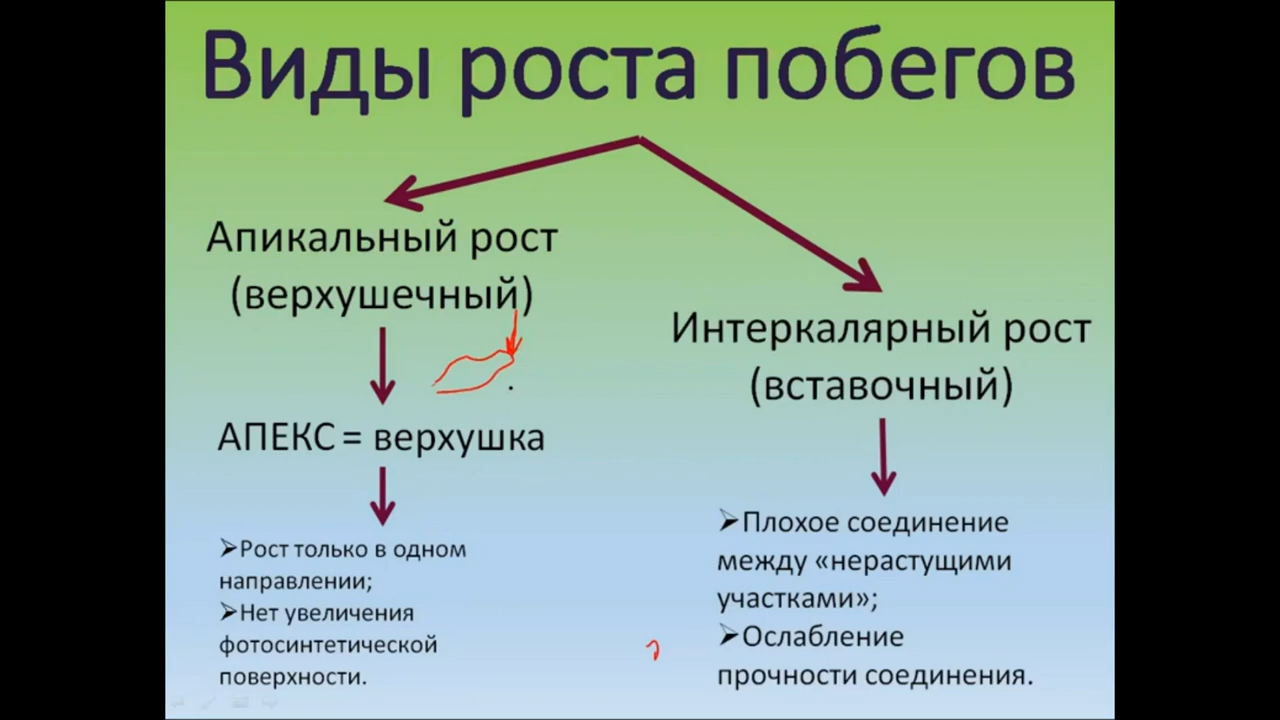 Виды роста побегов
Апикальный рост
(верхушечный)
АПЕКС = верхушка
➢Рост только в одном
направлении;
➢Нет увеличения
фотосинтетической
поверхности.
Интеркалярный рост
(вставочный)
➢Плохое соединение
между «нерастущими
участками»;
➢Ослабление
прочности соединения.